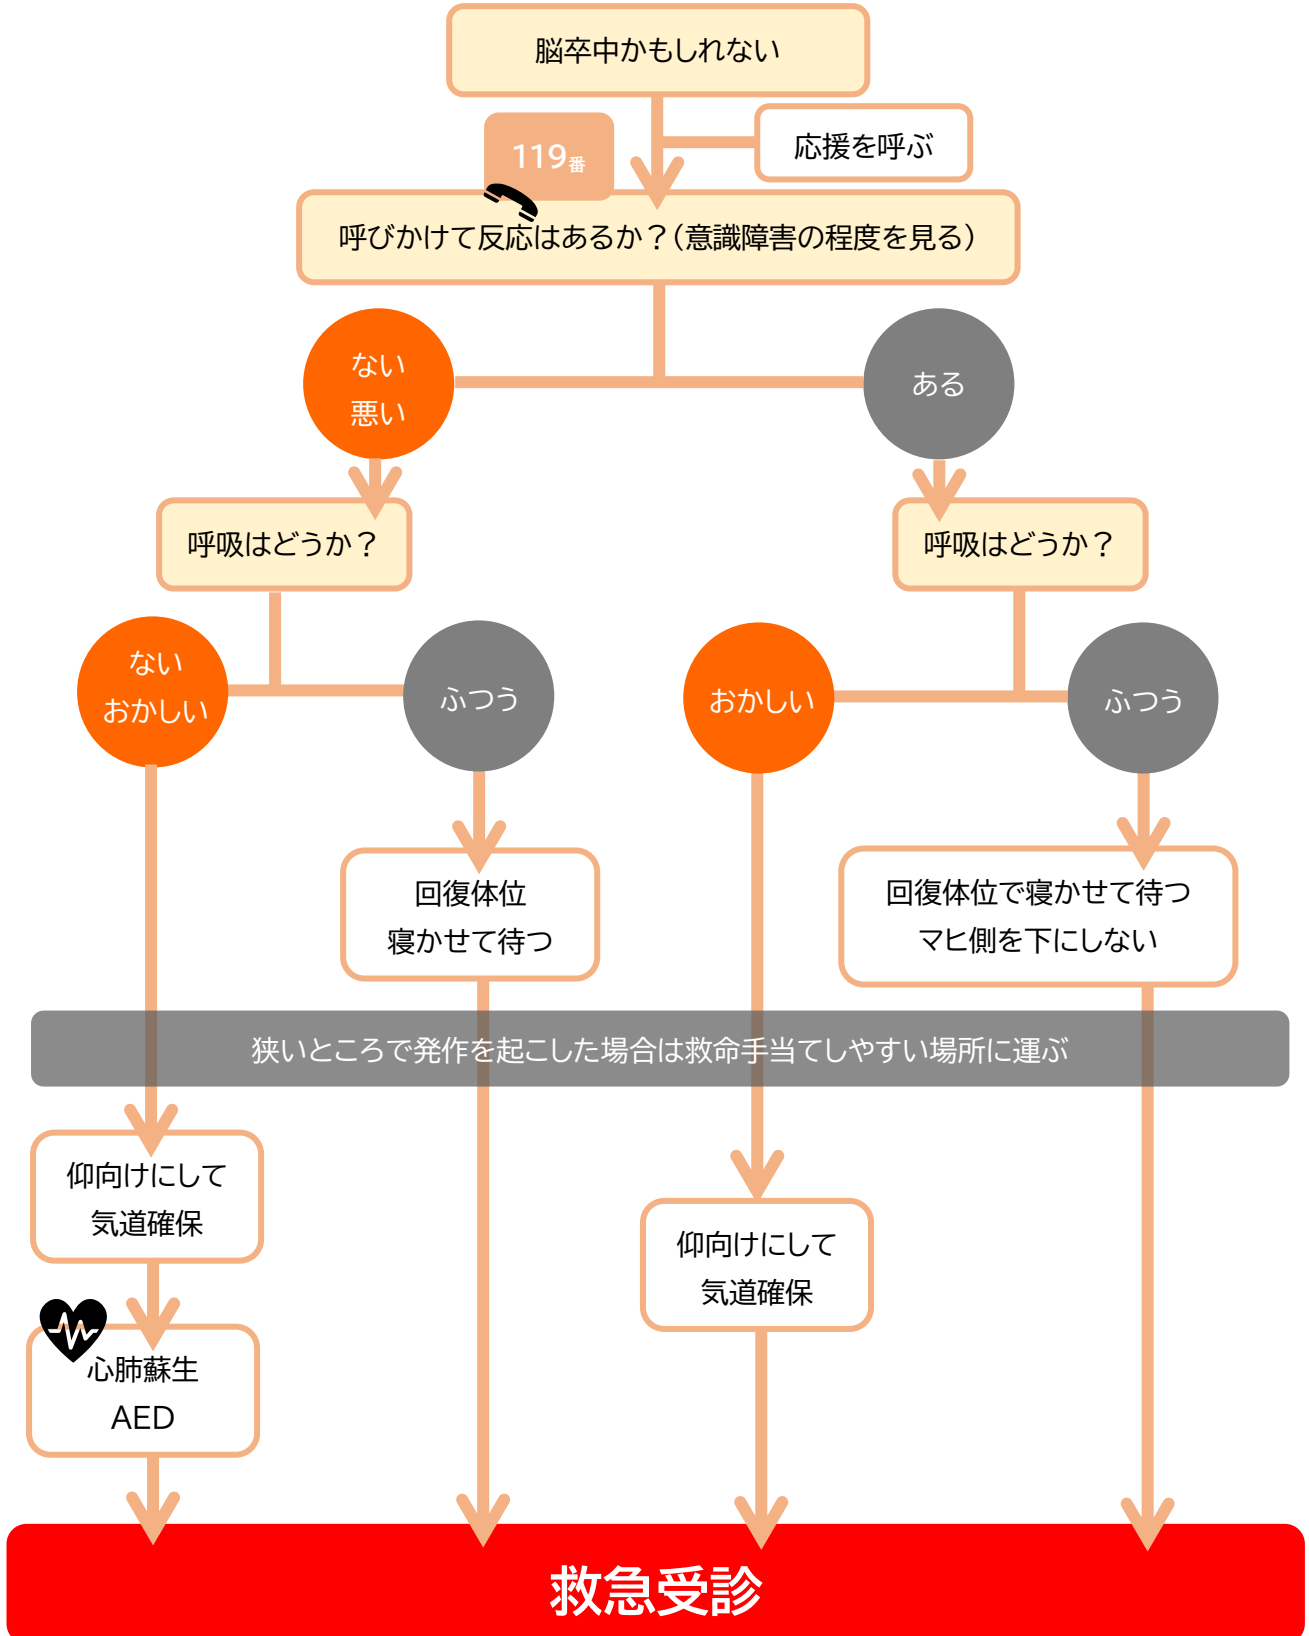 脳卒中かもしれない
応援を呼ぶ
119番
呼びかけて反応はあるか？（意識障害の程度を見る）
ない
悪い
ある
呼吸はどうか？
呼吸はどうか？
ない
おかしい
ふつう
おかしい
ふつう
回復体位
寝かせて待つ
回復体位で寝かせて待つ
マヒ側を下にしない
狭いところで発作を起こした場合は救命手当てしやすい場所に運ぶ
仰向けにして
気道確保
仰向けにして
気道確保
心肺蘇生
AED
救急受診